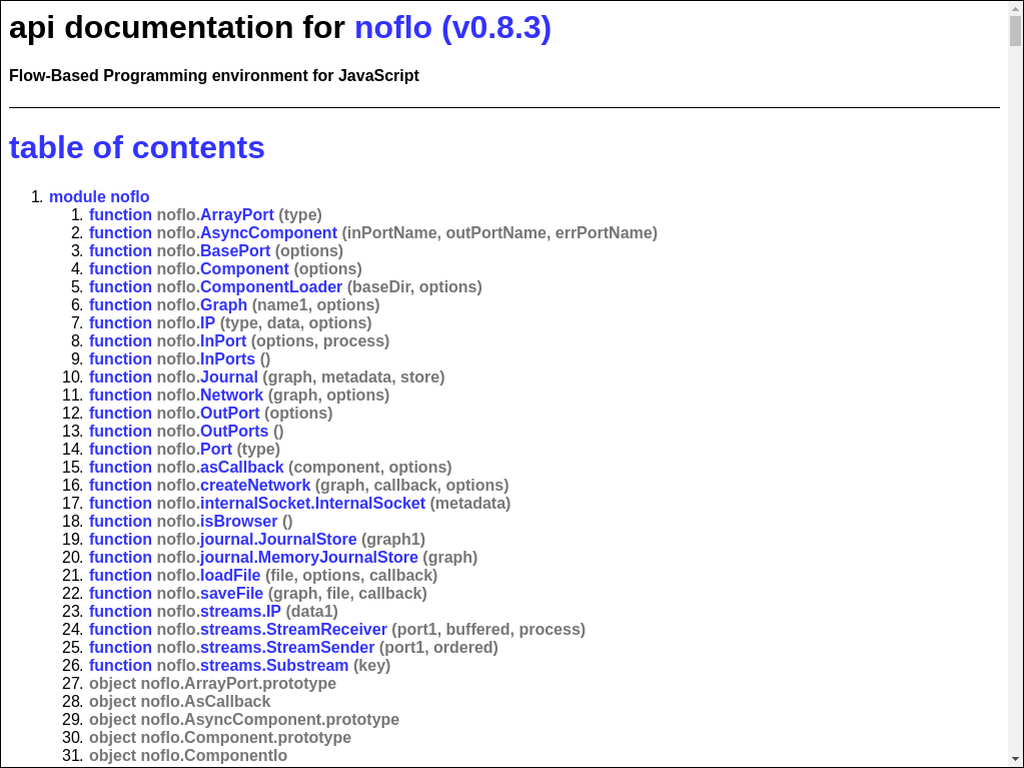 api documentation for noflo (v0.8.3)
Flow-Based Programming environment for JavaScript
table of contents
1. module noflo
1. function noflo.ArrayPort (type)
2. function noflo.AsyncComponent (inPortName, outPortName, errPortName)
3. function noflo.BasePort (options)
4. function noflo.Component (options)
5. function noflo.ComponentLoader (baseDir, options)
6. function noflo.Graph (name1, options)
7. function noflo.IP (type, data, options)
8. function noflo.InPort (options, process)
9. function noflo.InPorts ()
10. function noflo.Journal (graph, metadata, store)
11. function noflo.Network (graph, options)
12. function noflo.OutPort (options)
13. function noflo.OutPorts ()
14. function noflo.Port (type)
15. function noflo.asCallback (component, options)
16. function noflo.createNetwork (graph, callback, options)
17. function noflo.internalSocket.InternalSocket (metadata)
18. function noflo.isBrowser ()
19. function noflo.journal.JournalStore (graph1)
20. function noflo.journal.MemoryJournalStore (graph)
21. function noflo.loadFile (file, options, callback)
22. function noflo.saveFile (graph, file, callback)
23. function noflo.streams.IP (data1)
24. function noflo.streams.StreamReceiver (port1, buffered, process)
25. function noflo.streams.StreamSender (port1, ordered)
26. function noflo.streams.Substream (key)
27. object noflo.ArrayPort.prototype
28. object noflo.AsCallback
29. object noflo.AsyncComponent.prototype
30. object noflo.Component.prototype
31. object noflo.ComponentIo